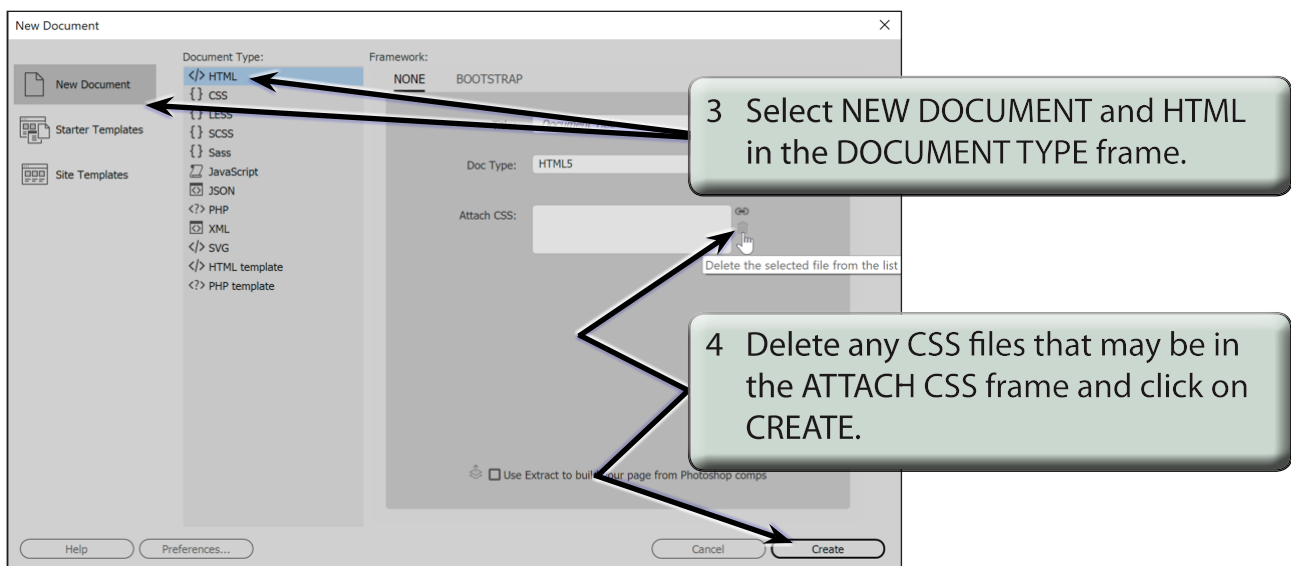 New Document
Document Type:
Framework:
New Document
Starter Templates
Site Templates
</> HTML
{ } CSS
{ } LESS
{ } SCSS
{ } Sass
JavaScript
JSON
<?> PHP
XML
</> SVG
</> HTML template
<?> PHP template
NONE BOOTSTRAP
Doc Type: HTML5
Attach CSS:
Delete the selected file from the list
3 Select NEW DOCUMENT and HTML
in the DOCUMENT TYPE frame.
4 Delete any CSS files that may be in
the ATTACH CSS frame and click on
CREATE.
Use Extract to build your page from Photoshop comps
Help
Preferences...
Cancel
Create